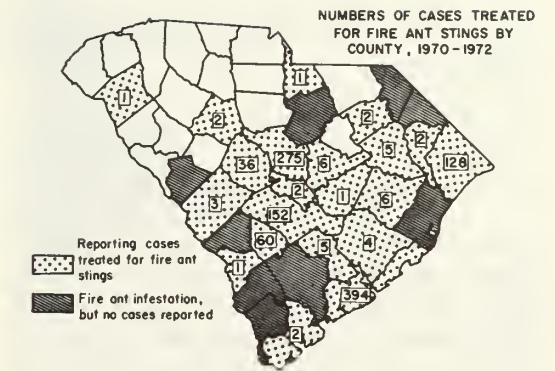 NUMBERS OF CASES TREATED
FOR FIRE ANT STINGS BY
COUNTY, 1970-1972
1
1
2
2
36
275
6
5
2
128
3
2
1
6
152
60
5
4
1
394
2
Reporting cases
treated for fire ant
stings
Fire ant infestation,
but no cases reported